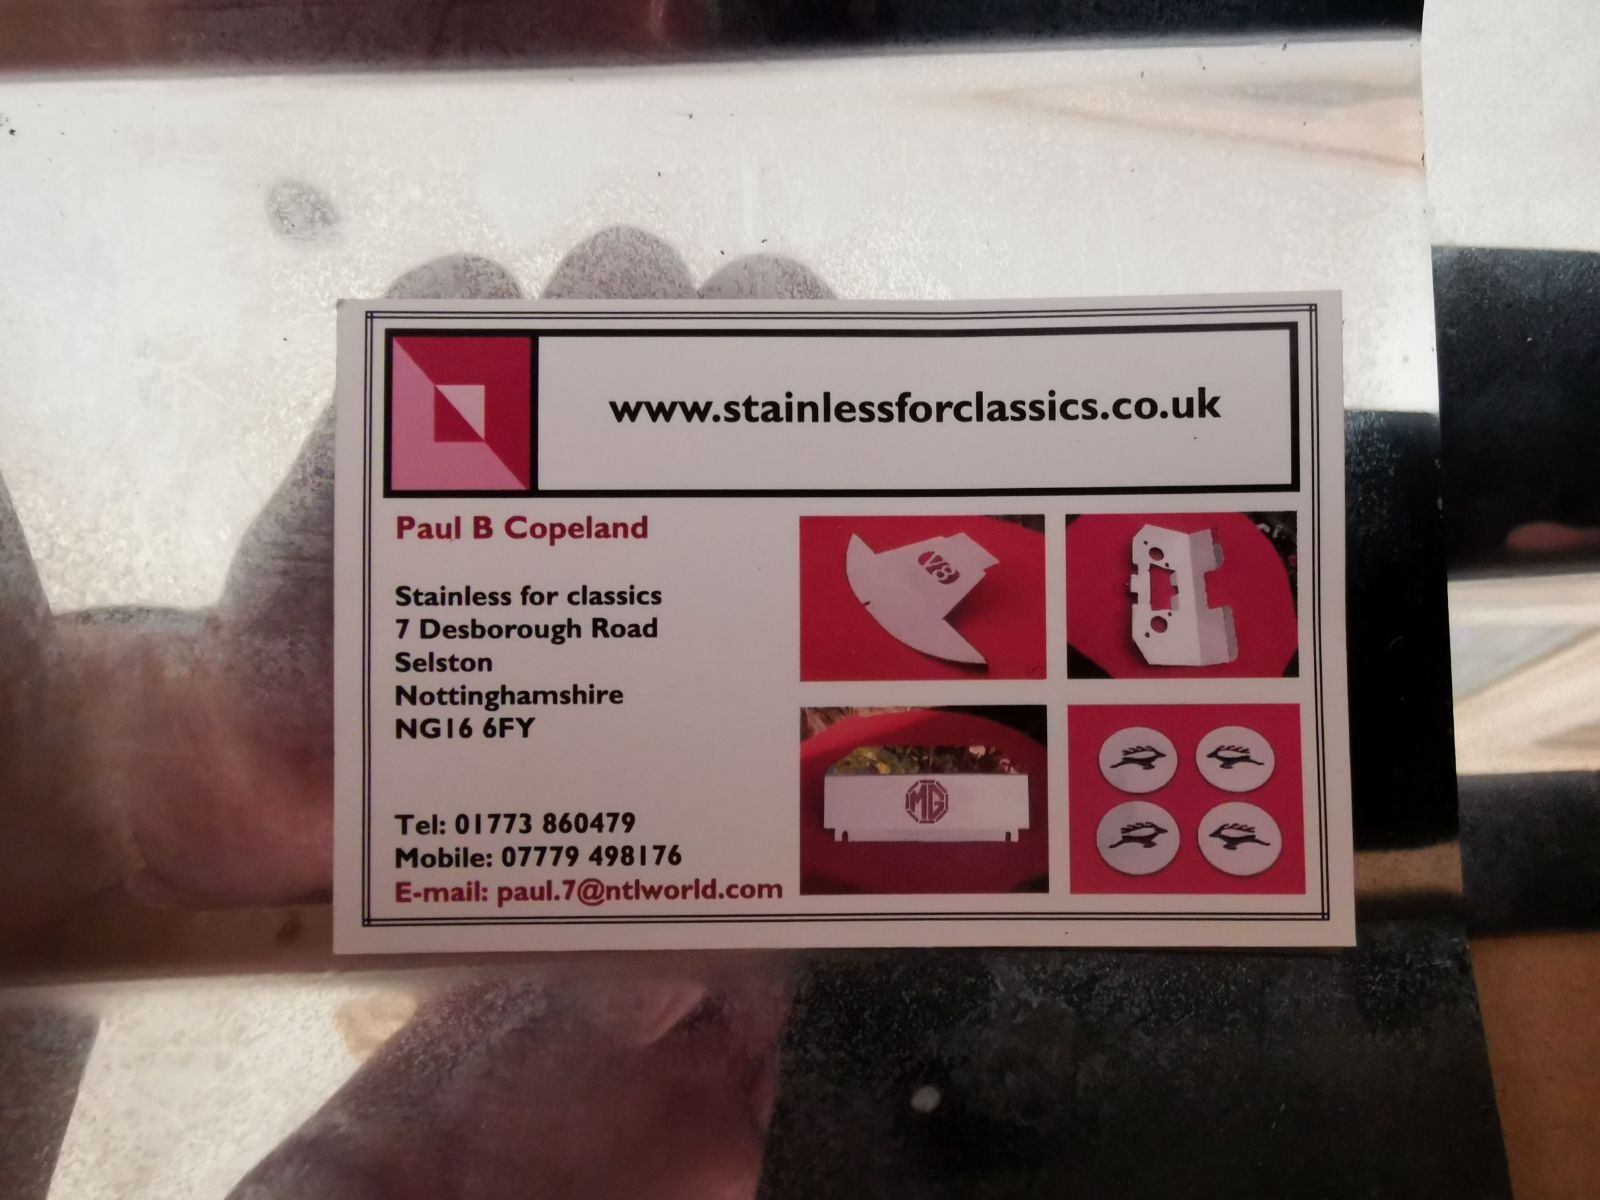 www.stainlessforclassics.co.uk
Paul B Copeland
Stainless for classics
7 Desborough Road
Selston
Nottinghamshire
NG16 6FY
Tel: 01773 860479
Mobile: 07779 498176
E-mail: paul.7@ntlworld.com
V8
MG